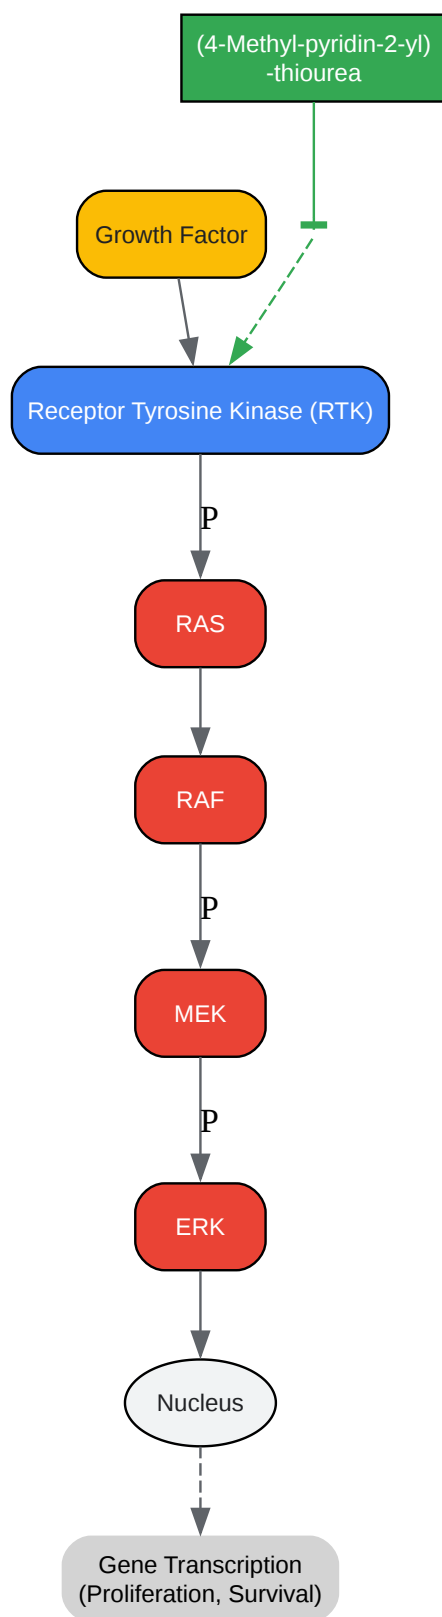 (4-Methyl-pyridin-2-yl)
-thiourea
Growth Factor
Receptor Tyrosine Kinase (RTK)
P
RAS
RAF
P
MEK
P
ERK
Nucleus
Gene Transcription
(Proliferation, Survival)